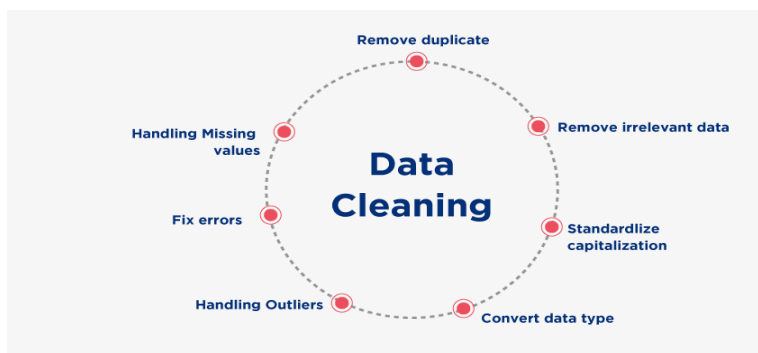 Remove duplicate
Remove irrelevant data
Standardlize
capitalization
Convert data type
Handling Outliers
Fix errors
Handling Missing
values
Data
Cleaning